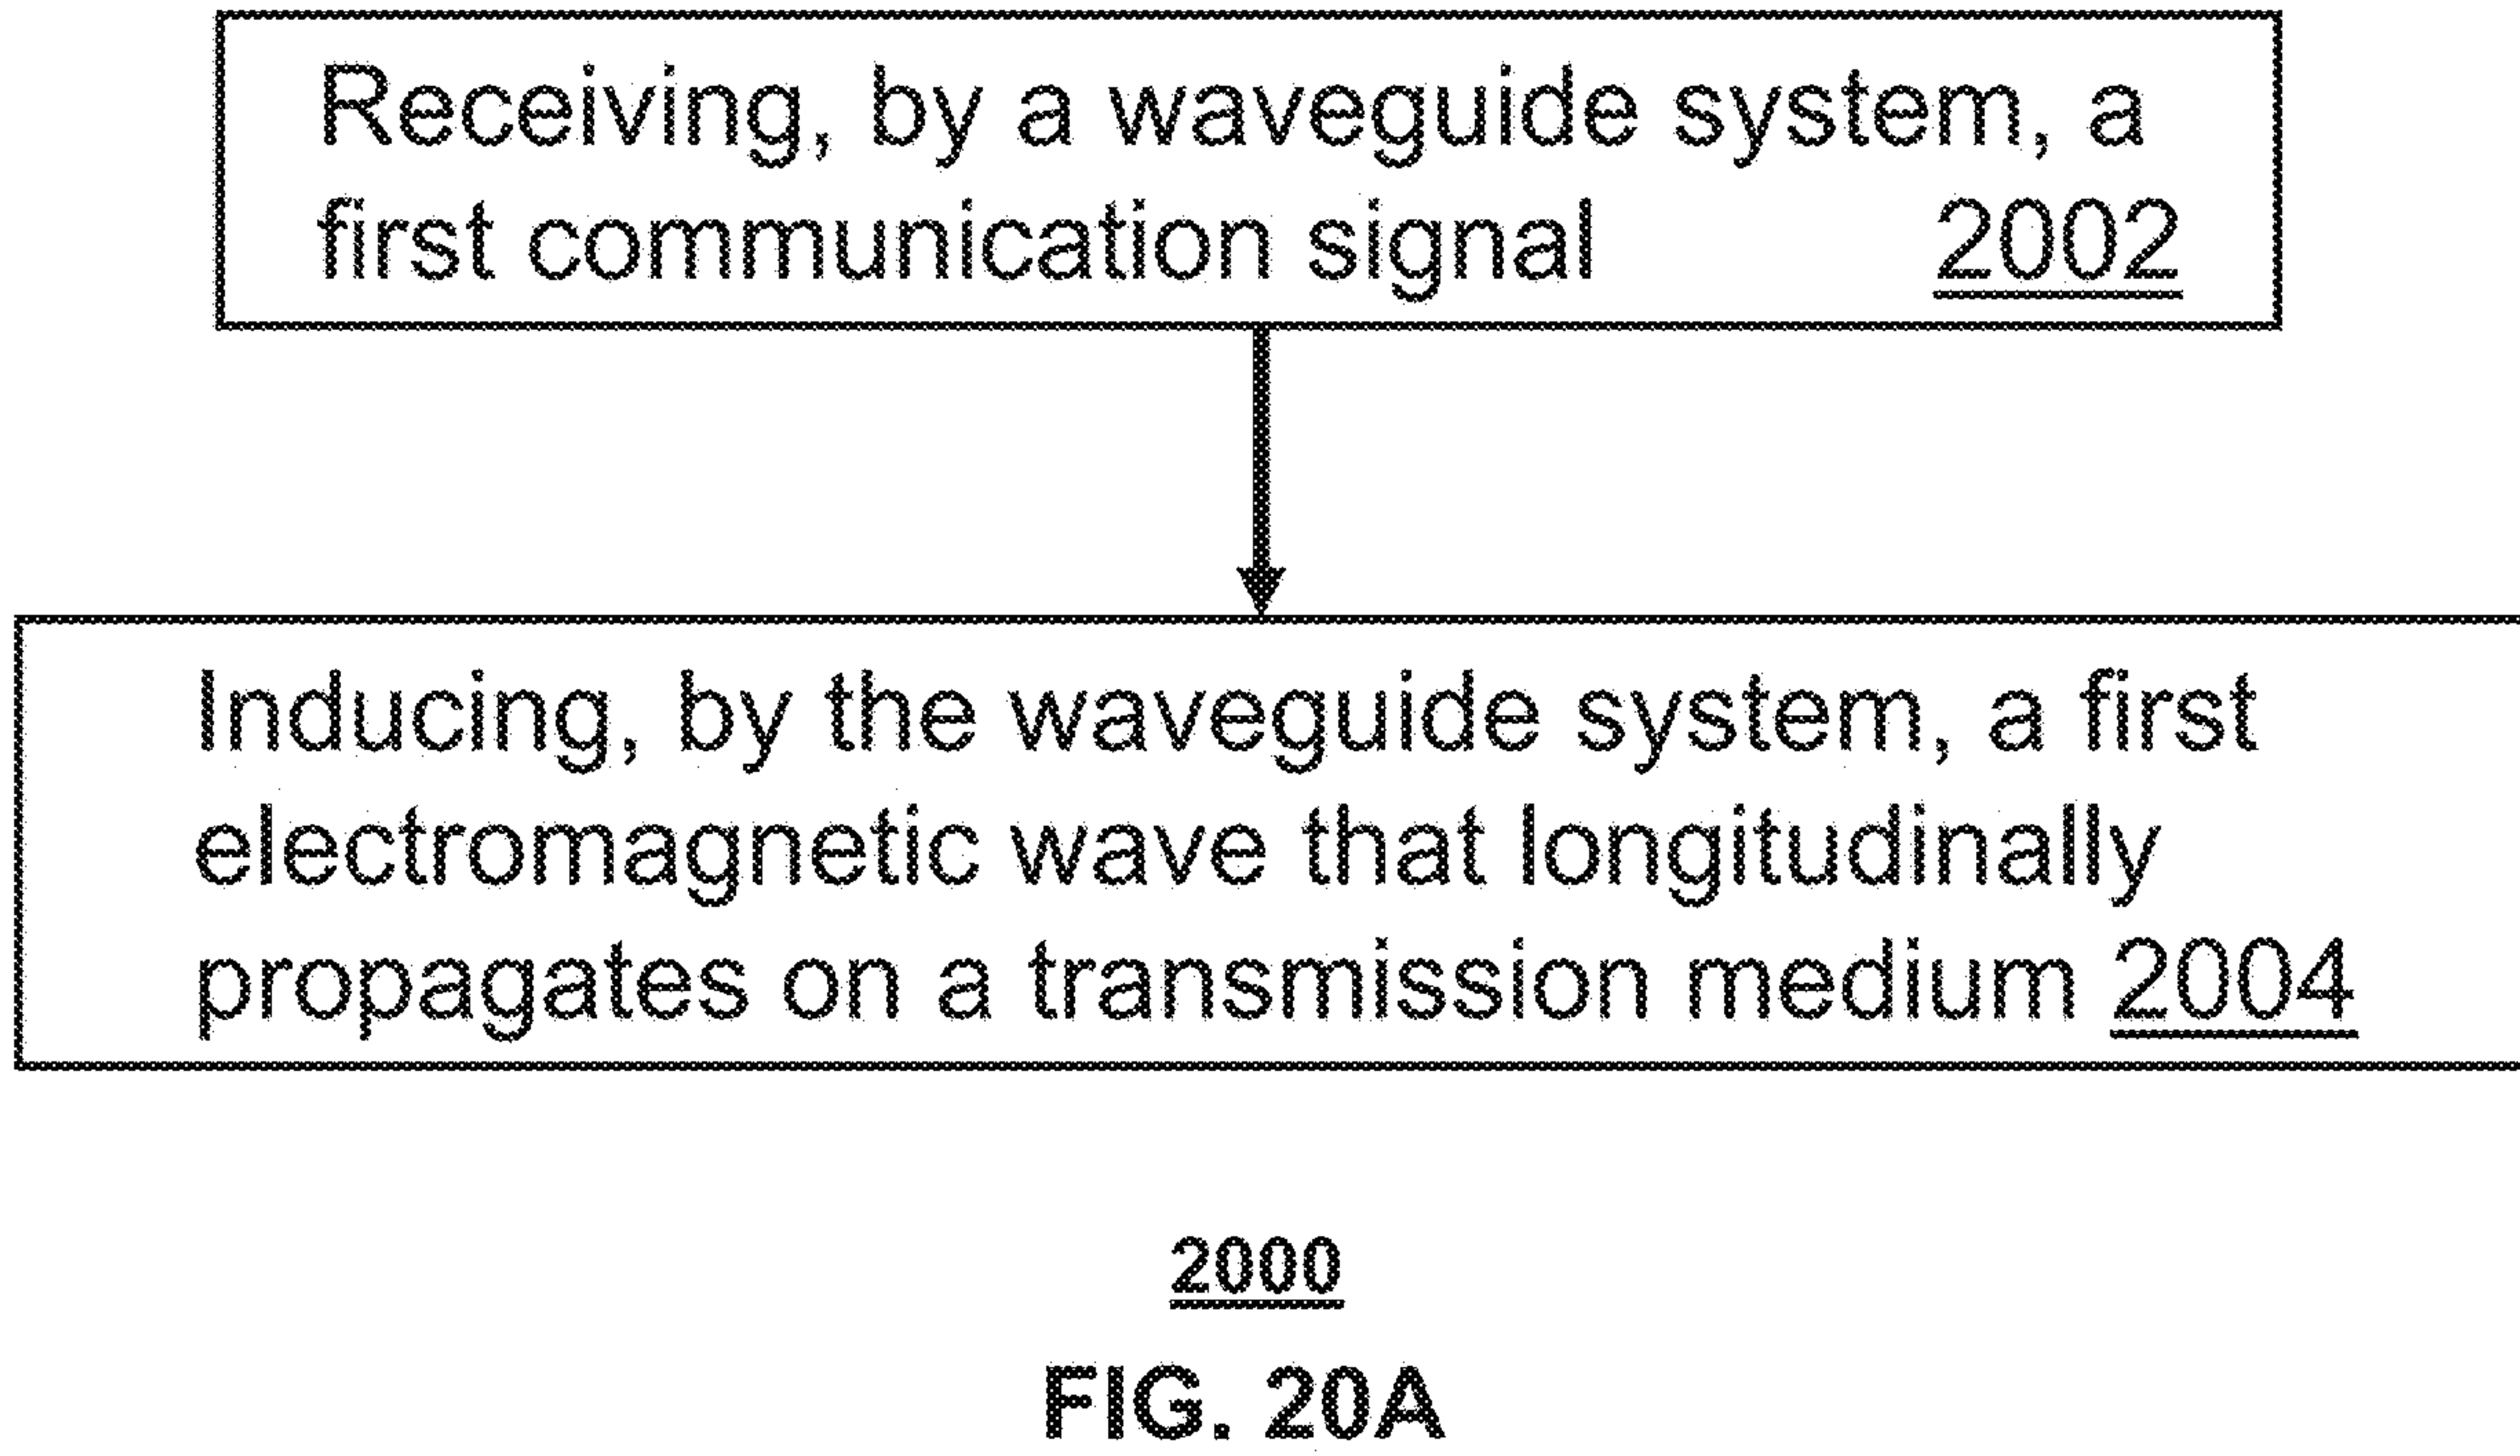 Receiving, by a waveguide system, a
first communication signal 2002
Inducing, by the waveguide system, a first
electromagnetic wave that longitudinally
propagates on a transmission medium 2004
2000
FIG. 20A